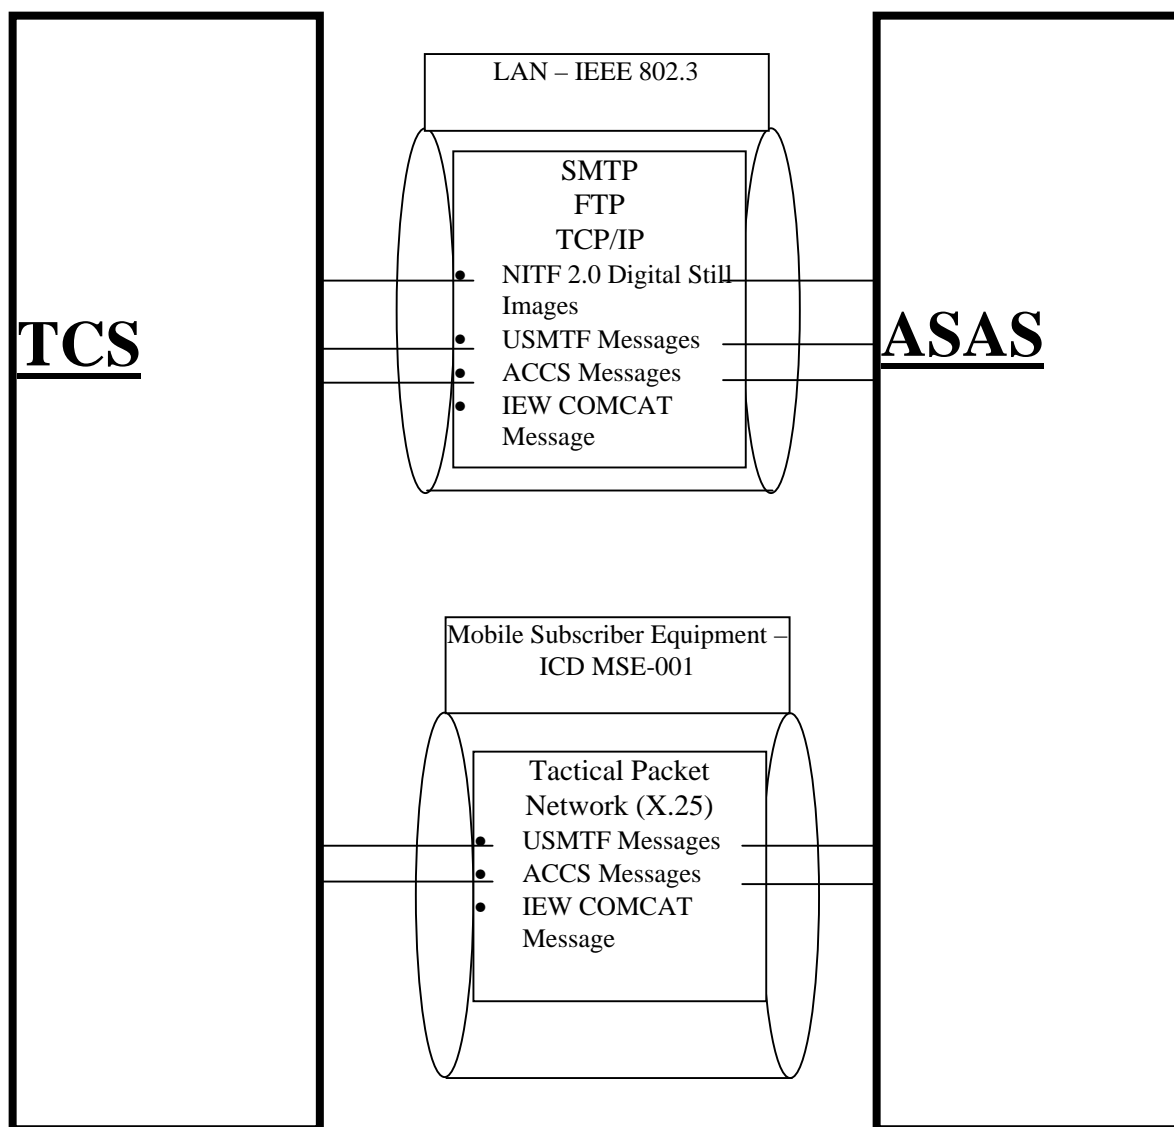 LAN – IEEE 802.3
SMTP
FTP
TCP/IP
• NITF 2.0 Digital Still
Images
• USMTF Messages
• ACCS Messages
• IEW COMCAT
Message
TCS
ASAS
Mobile Subscriber Equipment –
ICD MSE-001
Tactical Packet
Network (X.25)
• USMTF Messages
• ACCS Messages
• IEW COMCAT
Message